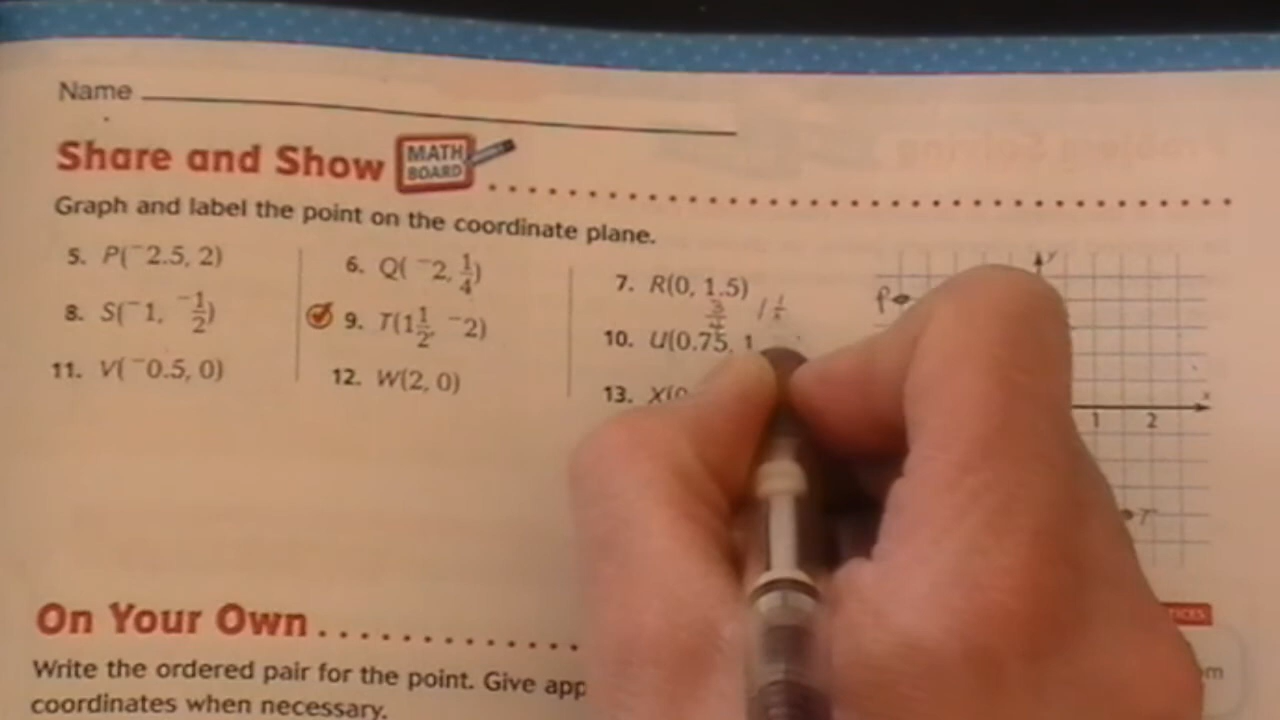 Name
Share and Show MATH BOARD
Graph and label the point on the coordinate plane.
5. P(⁻2.5, 2)
6. Q(⁻2, 1/4)
7. R(0, 1.5)
8. S(⁻1, ⁻1/2)
9. T(1 1/2, ⁻2)
3/4
10. U(0.75, 1
11. V(⁻0.5, 0)
12. W(2, 0)
13. X(0
P
y
x
1 2
T
On Your Own
Write the ordered pair for the point. Give app
coordinates when necessary.